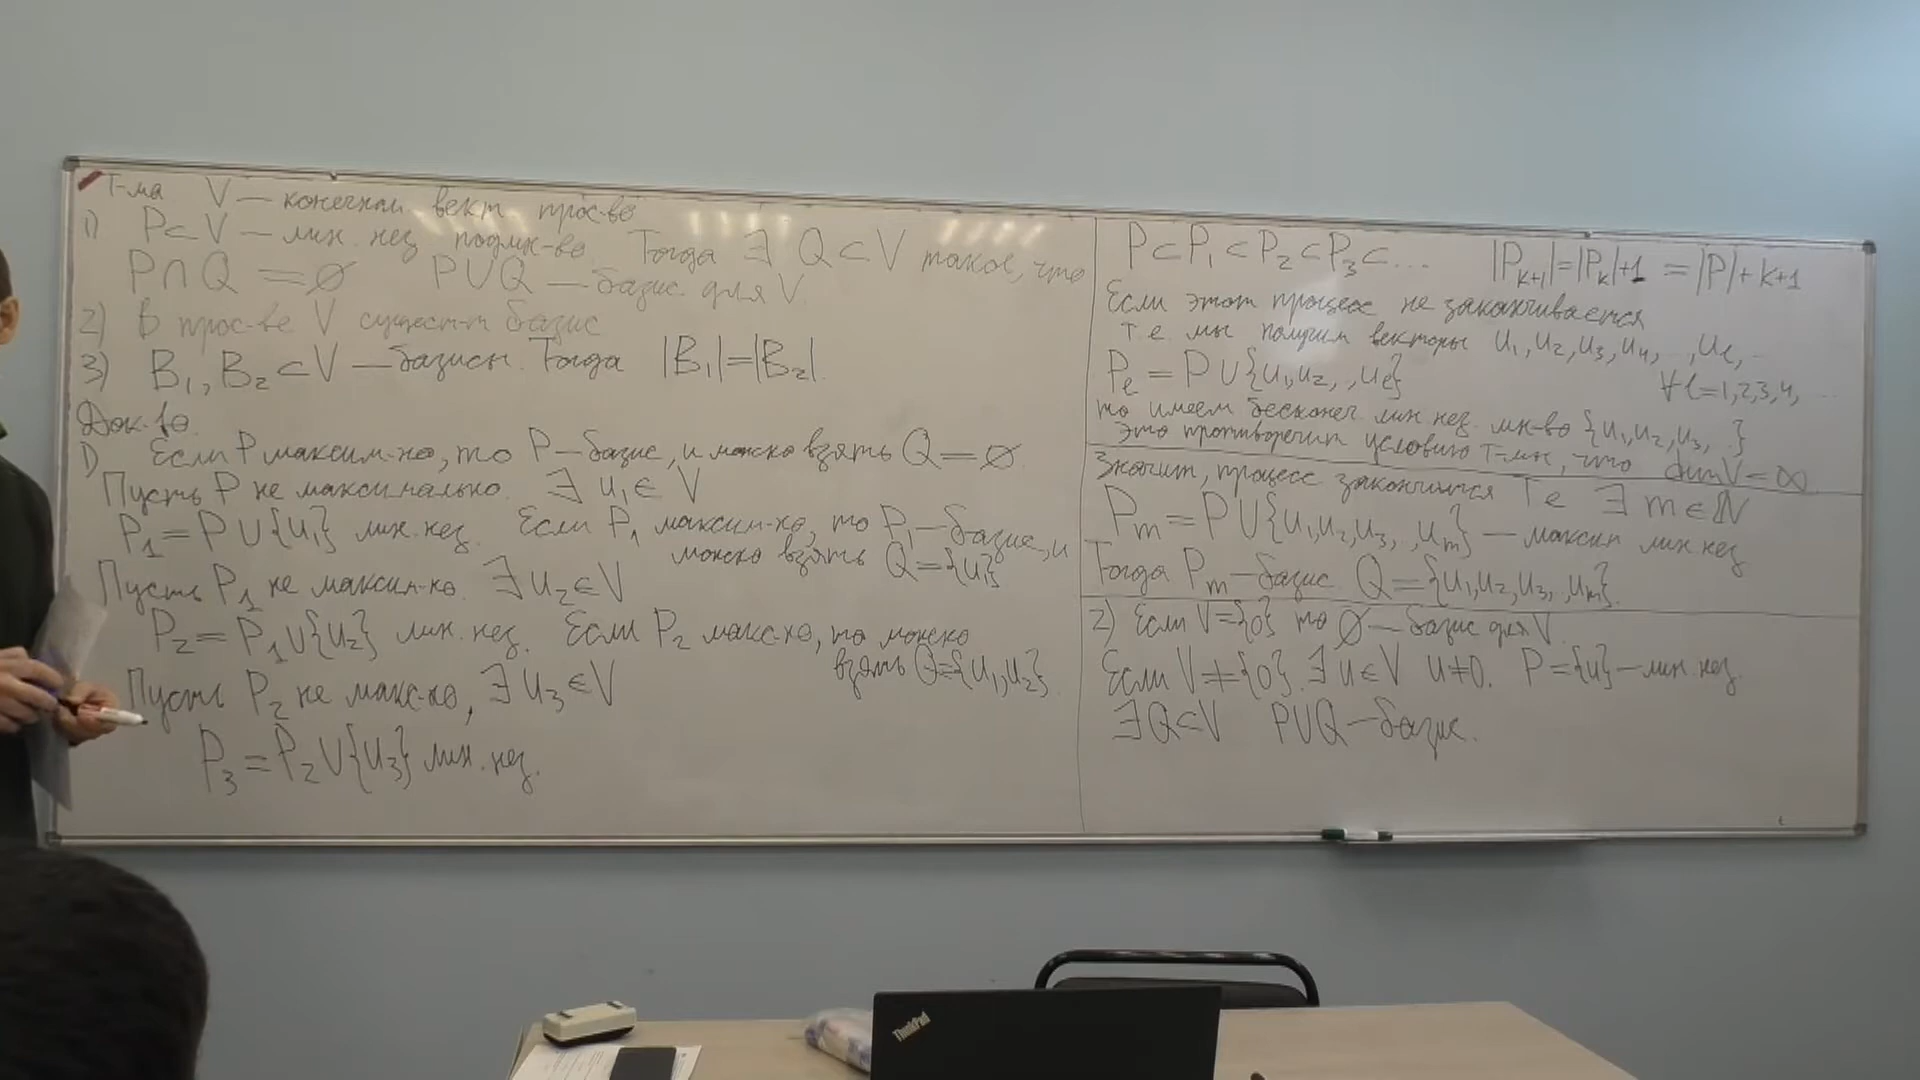 Т-ма V — конечном. вект. прос-во
1) P⊂V — лин. нез. подмн-во. Тогда ∃ Q⊂V такое, что
P∩Q = ∅ P∪Q — базис для V.
2) В прос-ве V сущест-т базис
3) B₁, B₂ ⊂ V — базисы. Тогда |B₁|=|B₂|.
Док-во.
1) Если P максим-но, то P — базис, и можно взять Q = ∅.
Пусть P не максимально. ∃ u₁ ∈ V
P₁ = P∪{u₁} лин. нез. Если P₁ максим-но, то P₁ — базис, и
можно взять Q = {u₁}
Пусть P₁ не максим-но. ∃ u₂ ∈ V
P₂ = P₁∪{u₂} лин. нез. Если P₂ макс-но, то можно
взять Q={u₁,u₂}.
Пусть P₂ не макс-но, ∃ u₃ ∈ V
P₃ = P₂∪{u₃} лин. нез.
P⊂P₁⊂P₂⊂P₃⊂... |Pₖ₊₁|=|Pₖ|+1 = |P|+k+1
Если этот процесс не заканчивается
т.е. мы получим векторы u₁,u₂,u₃,u₄,...,uₗ,...
Pₗ = P∪{u₁,u₂,...,uₗ} ∀l=1,2,3,4,...
то имеем бесконеч. лин. нез. мн-во {u₁,u₂,u₃,...}
Это противоречит условию т-мы, что dim V = ∞
Значит, процесс закончится Т.е. ∃ m∈ℕ
Pₘ = P∪{u₁,u₂,u₃,..,uₘ} — максим лин нез
Тогда Pₘ — базис. Q = {u₁,u₂,u₃,..,uₘ}.
2) Если V={0} то ∅ — базис для V.
Если V≠{0}. ∃ u∈V u≠0. P={u} — лин. нез.
∃ Q⊂V P∪Q — базис.
ThinkPad